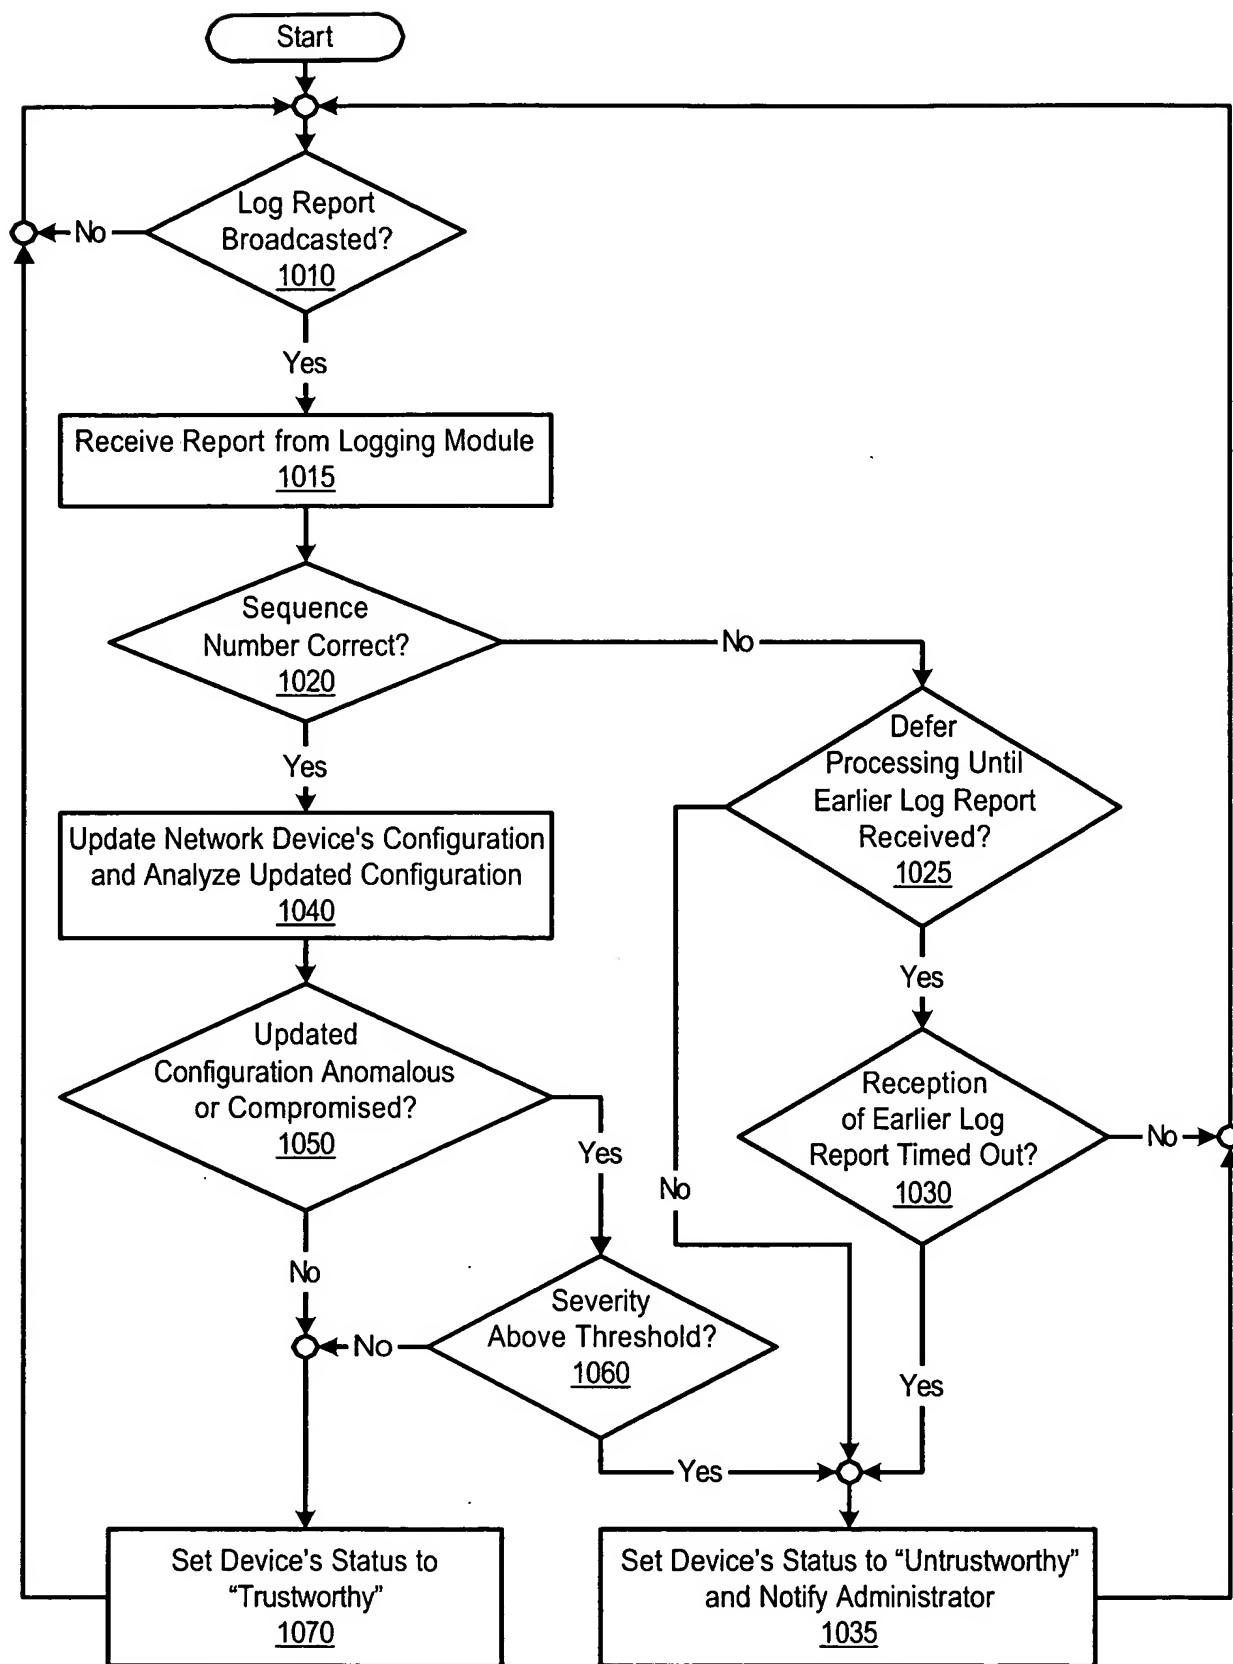 Start
Log Report
Broadcasted?
1010
No
Yes
Receive Report from Logging Module
1015
Sequence
Number Correct?
1020
No
Yes
Defer
Processing Until
Earlier Log Report
Received?
1025
Update Network Device's Configuration
and Analyze Updated Configuration
1040
Yes
Updated
Configuration Anomalous
or Compromised?
1050
Yes
No
Reception
of Earlier Log
Report Timed Out?
1030
No
No
Severity
Above Threshold?
1060
No
Yes
Yes
Set Device's Status to
“Trustworthy”
1070
Set Device's Status to “Untrustworthy”
and Notify Administrator
1035